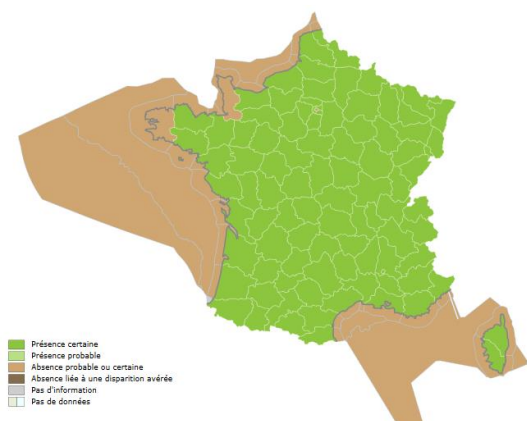 Présence certaine
Présence probable
Absence probable ou certaine
Absence liée à une disparition avérée
Pas d'information
Pas de données